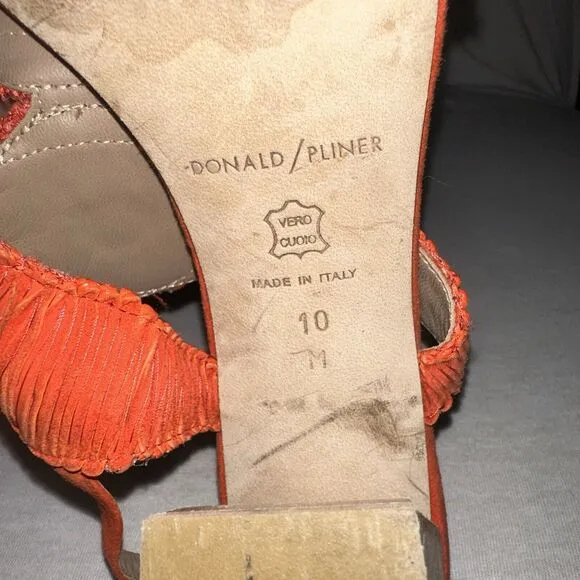 DONALD/PLINER
VERO
CUOIO
MADE IN ITALY
10
M